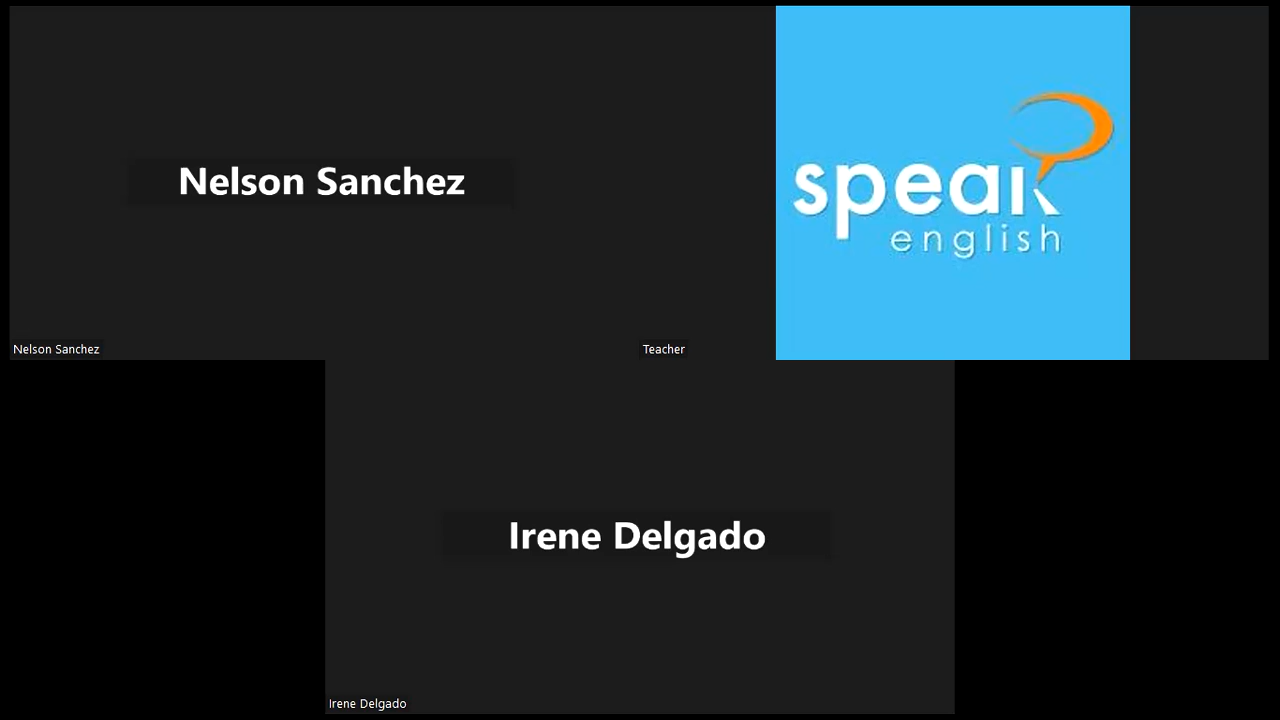 Nelson Sanchez
speak
english
Nelson Sanchez
Teacher
Irene Delgado
Irene Delgado